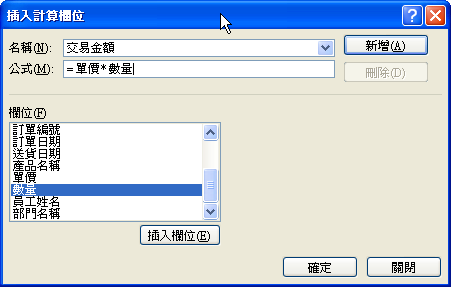 插入計算欄位
名稱(N):
交易金額
新增(A)
公式(M):
=單價*數量
刪除(D)
欄位(F)
訂單編號
訂單日期
送貨日期
產品名稱
單價
數量
員工姓名
部門名稱
插入欄位(E)
確定
關閉